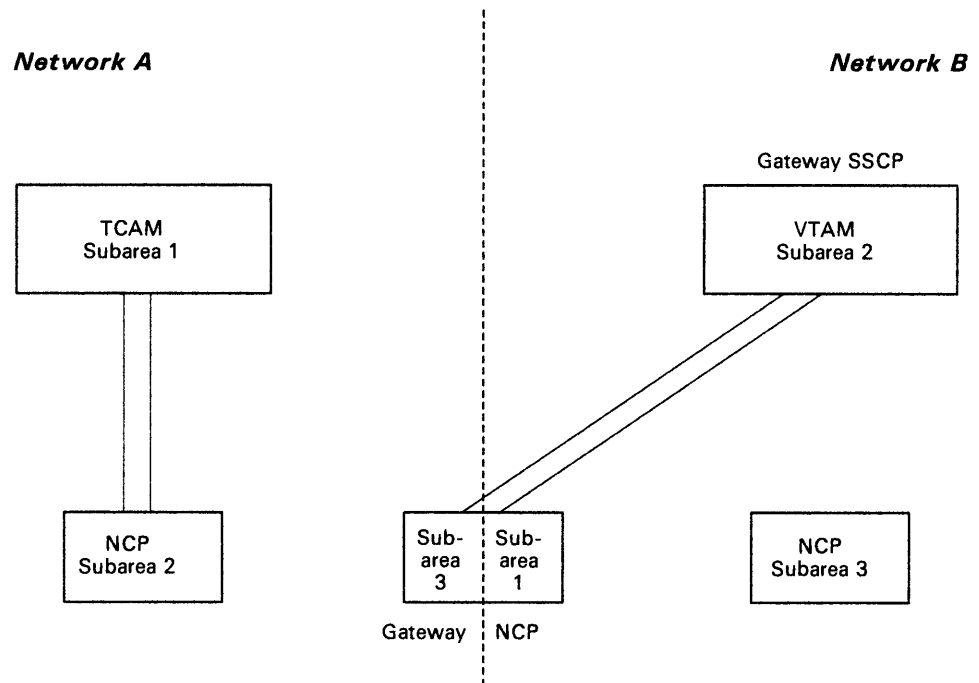 Network A
Network B
Gateway SSCP
TCAM
Subarea 1
VTAM
Subarea 2
NCP
Subarea 2
Sub-
area
3
Sub-
area
1
NCP
Subarea 3
Gateway
NCP